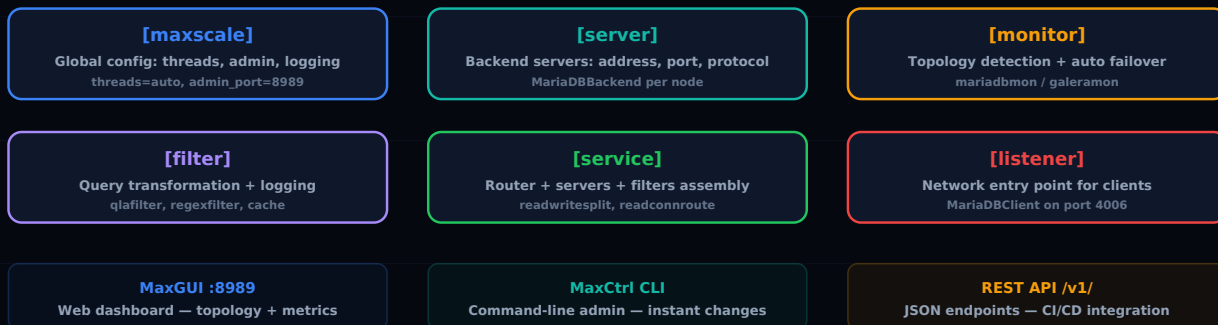 [maxscale]
Global config: threads, admin, logging
threads=auto, admin_port=8989
[server]
Backend servers: address, port, protocol
MariaDBBackend per node
[monitor]
Topology detection + auto failover
mariadbmon / galeramon
[filter]
Query transformation + logging
qlafilter, regexfilter, cache
[service]
Router + servers + filters assembly
readwritesplit, readconnroute
[listener]
Network entry point for clients
MariaDBClient on port 4006
MaxGUI :8989
Web dashboard — topology + metrics
MaxCtrl CLI
Command-line admin — instant changes
REST API /v1/
JSON endpoints — CI/CD integration